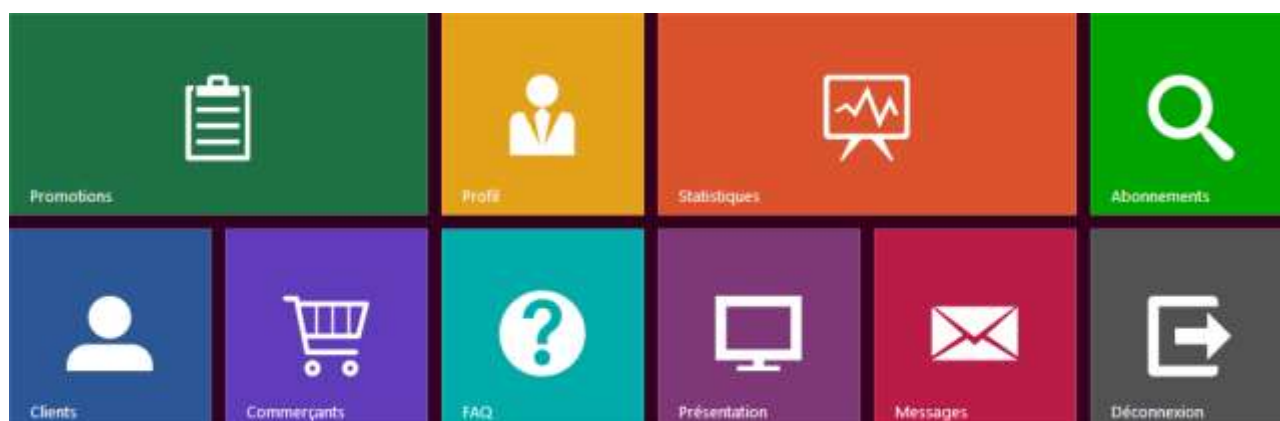 Promotions
Profil
Statistiques
Abonnements
Clients
Commerçants
FAQ
Présentation
Messages
Déconnexion